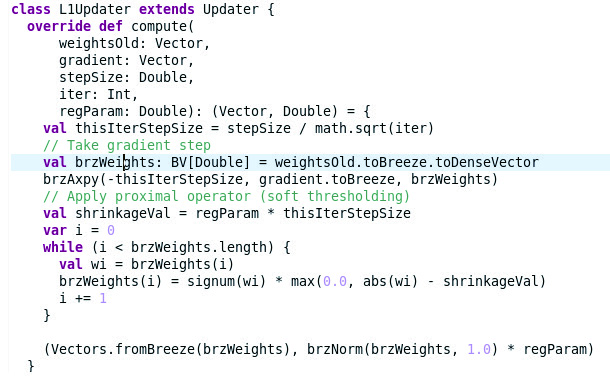 class L1Updater extends Updater {
  override def compute(
      weightsOld: Vector,
      gradient: Vector,
      stepSize: Double,
      iter: Int,
      regParam: Double): (Vector, Double) = {
    val thisIterStepSize = stepSize / math.sqrt(iter)
    // Take gradient step
    val brzWeights: BV[Double] = weightsOld.toBreeze.toDenseVector
    brzAxpy(-thisIterStepSize, gradient.toBreeze, brzWeights)
    // Apply proximal operator (soft thresholding)
    val shrinkageVal = regParam * thisIterStepSize
    var i = 0
    while (i < brzWeights.length) {
      val wi = brzWeights(i)
      brzWeights(i) = signum(wi) * max(0.0, abs(wi) - shrinkageVal)
      i += 1
    }

    (Vectors.fromBreeze(brzWeights), brzNorm(brzWeights, 1.0) * regParam)
  }